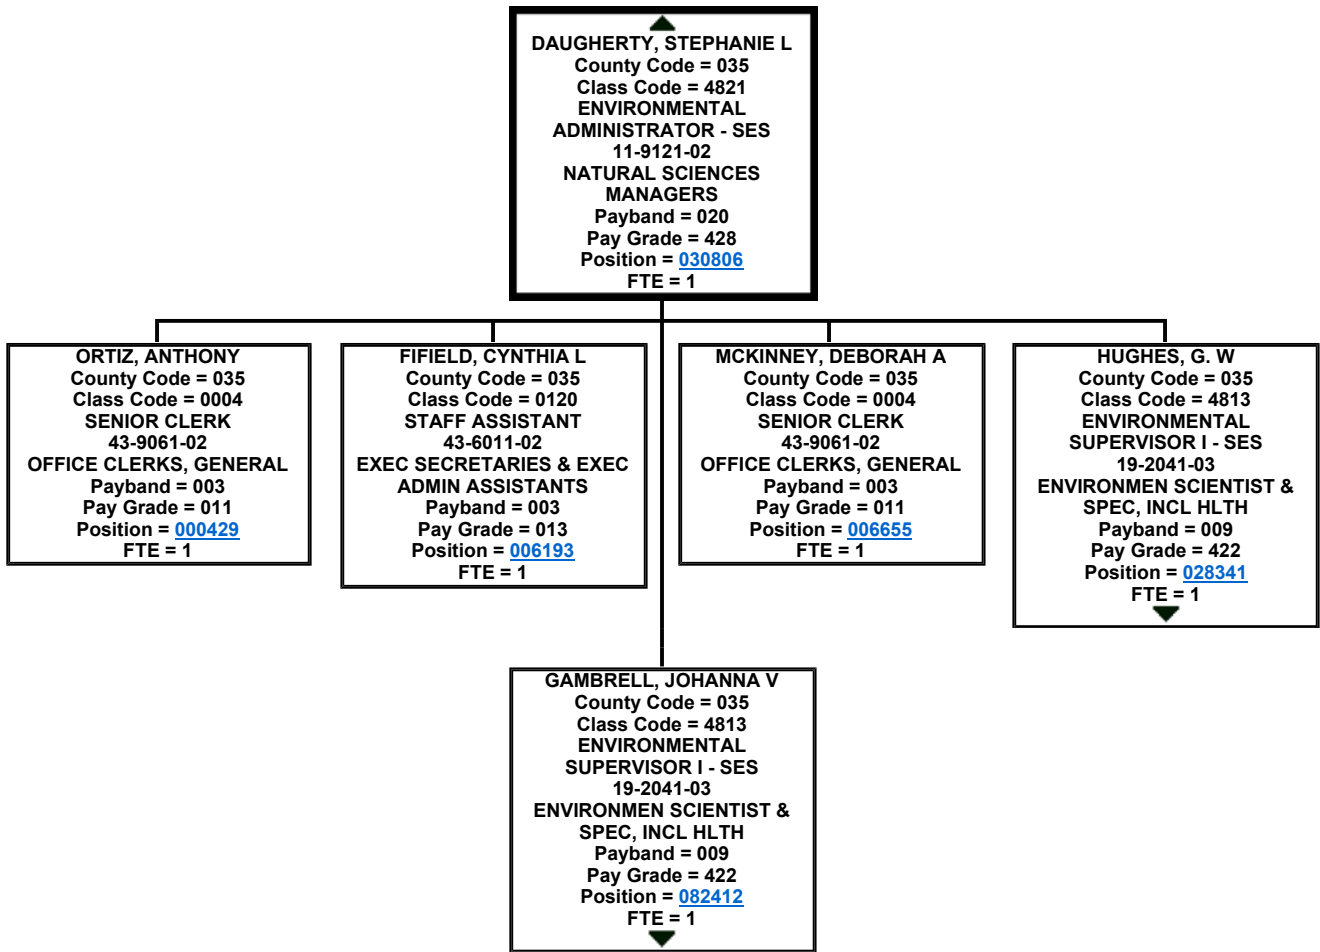 DAUGHERTY, STEPHANIE L
County Code = 035
Class Code = 4821
ENVIRONMENTAL
ADMINISTRATOR - SES
11-9121-02
NATURAL SCIENCES
MANAGERS
Payband = 020
Pay Grade = 428
Position = 030806
FTE = 1
ORTIZ, ANTHONY
County Code = 035
Class Code = 0004
SENIOR CLERK
43-9061-02
OFFICE CLERKS, GENERAL
Payband = 003
Pay Grade = 011
Position = 000429
FTE = 1
FIFIELD, CYNTHIA L
County Code = 035
Class Code = 0120
STAFF ASSISTANT
43-6011-02
EXEC SECRETARIES & EXEC
ADMIN ASSISTANTS
Payband = 003
Pay Grade = 013
Position = 006193
FTE = 1
MCKINNEY, DEBORAH A
County Code = 035
Class Code = 0004
SENIOR CLERK
43-9061-02
OFFICE CLERKS, GENERAL
Payband = 003
Pay Grade = 011
Position = 006655
FTE = 1
HUGHES, G. W
County Code = 035
Class Code = 4813
ENVIRONMENTAL
SUPERVISOR I - SES
19-2041-03
ENVIRONMEN SCIENTIST &
SPEC, INCL HLTH
Payband = 009
Pay Grade = 422
Position = 028341
FTE = 1
GAMBRELL, JOHANNA V
County Code = 035
Class Code = 4813
ENVIRONMENTAL
SUPERVISOR I - SES
19-2041-03
ENVIRONMEN SCIENTIST &
SPEC, INCL HLTH
Payband = 009
Pay Grade = 422
Position = 082412
FTE = 1